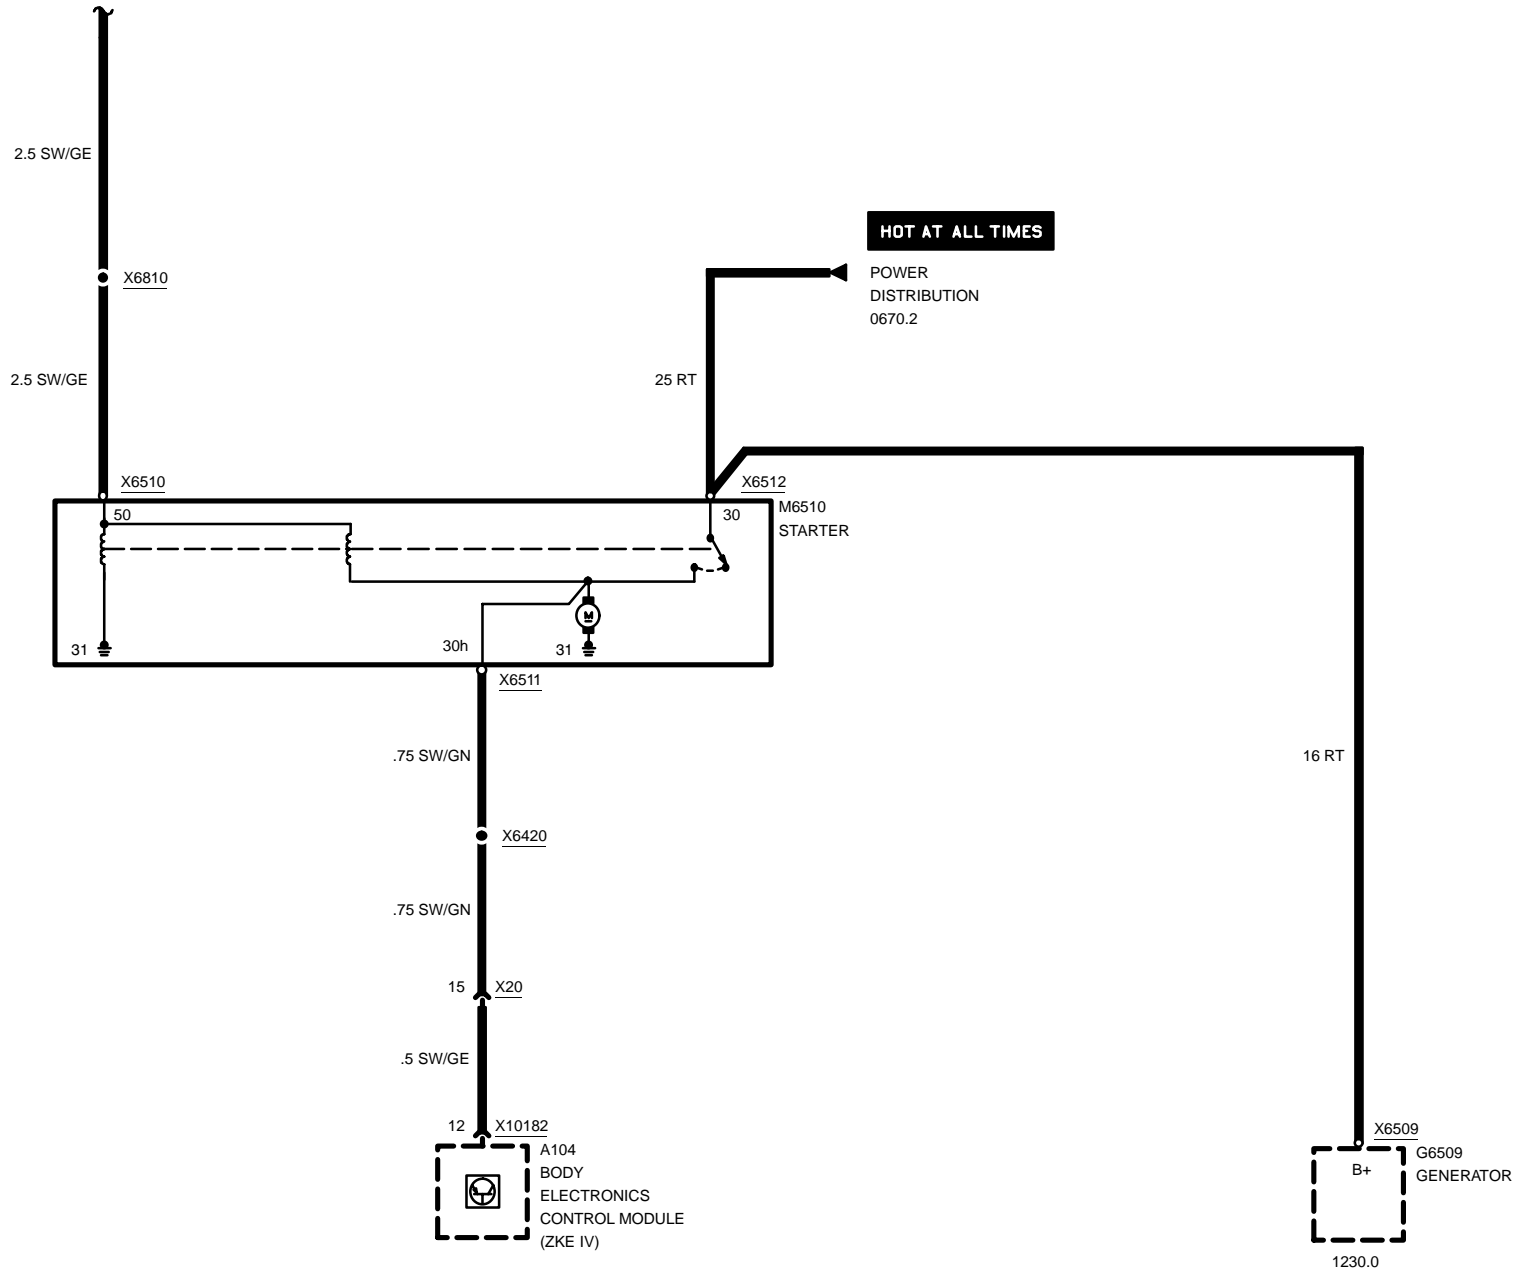 2.5 SW/GE
HOT AT ALL TIMES
X6810
POWER
DISTRIBUTION
0670.2
2.5 SW/GE
25 RT
X6510
X6512
50
30
M6510
STARTER
M
31
30h
31
X6511
.75 SW/GN
16 RT
X6420
.75 SW/GN
15
X20
.5 SW/GE
12
X10182
X6509
A104
BODY
ELECTRONICS
CONTROL MODULE
(ZKE IV)
B+
G6509
GENERATOR
1230.0